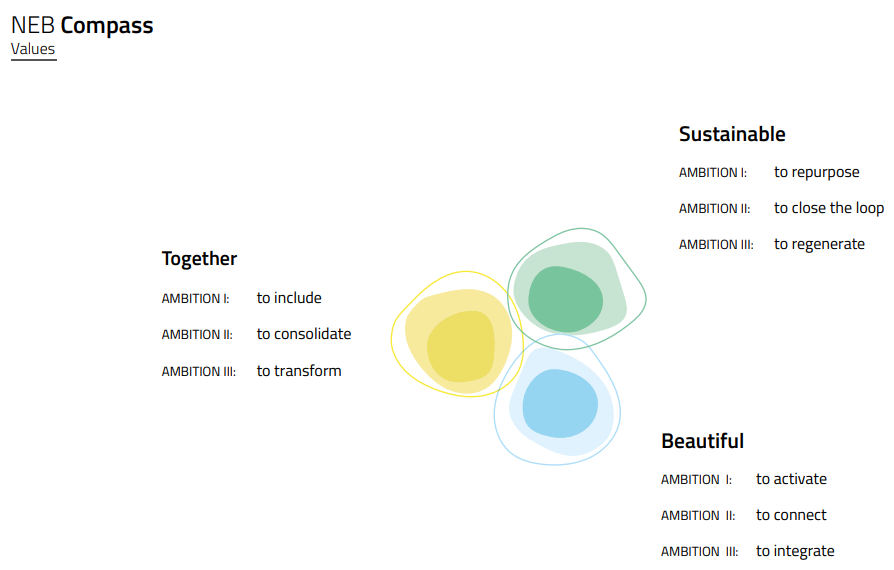 NEB Compass
Values
Sustainable
AMBITION I: to repurpose
AMBITION II: to close the loop
AMBITION III: to regenerate
Together
AMBITION I: to include
AMBITION II: to consolidate
AMBITION III: to transform
Beautiful
AMBITION I: to activate
AMBITION II: to connect
AMBITION III: to integrate